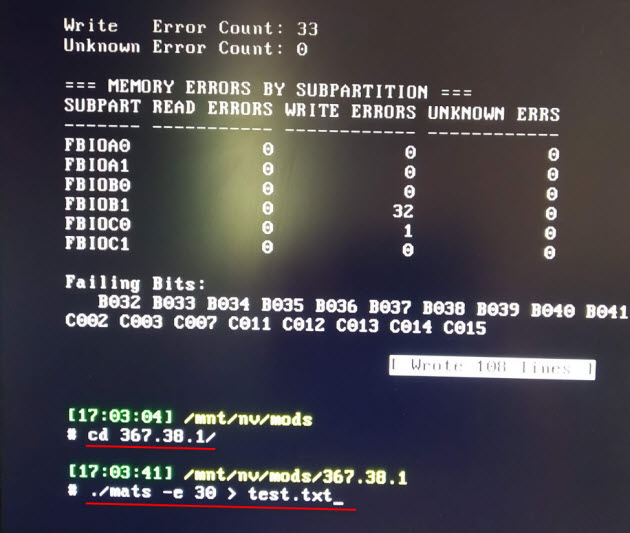 Write   Error Count: 33
Unknown Error Count: 0
=== MEMORY ERRORS BY SUBPARTITION ===
SUBPART READ ERRORS WRITE ERRORS UNKNOWN ERRS
------- ----------- ------------ ------------
FBIOA0 0 0 0
FBIOA1 0 0 0
FBIOB0 0 0 0
FBIOB1 0 32 0
FBIOC0 0 1 0
FBIOC1 0 0 0
Failing Bits:
B032 B033 B034 B035 B036 B037 B038 B039 B040 B041
C002 C003 C007 C011 C012 C013 C014 C015
[ Wrote 108 lines ]
[17:03:04] /mnt/nv/mods
# cd 367.38.1/
[17:03:41] /mnt/nv/mods/367.38.1
# ./mats -e 30 > test.txt_